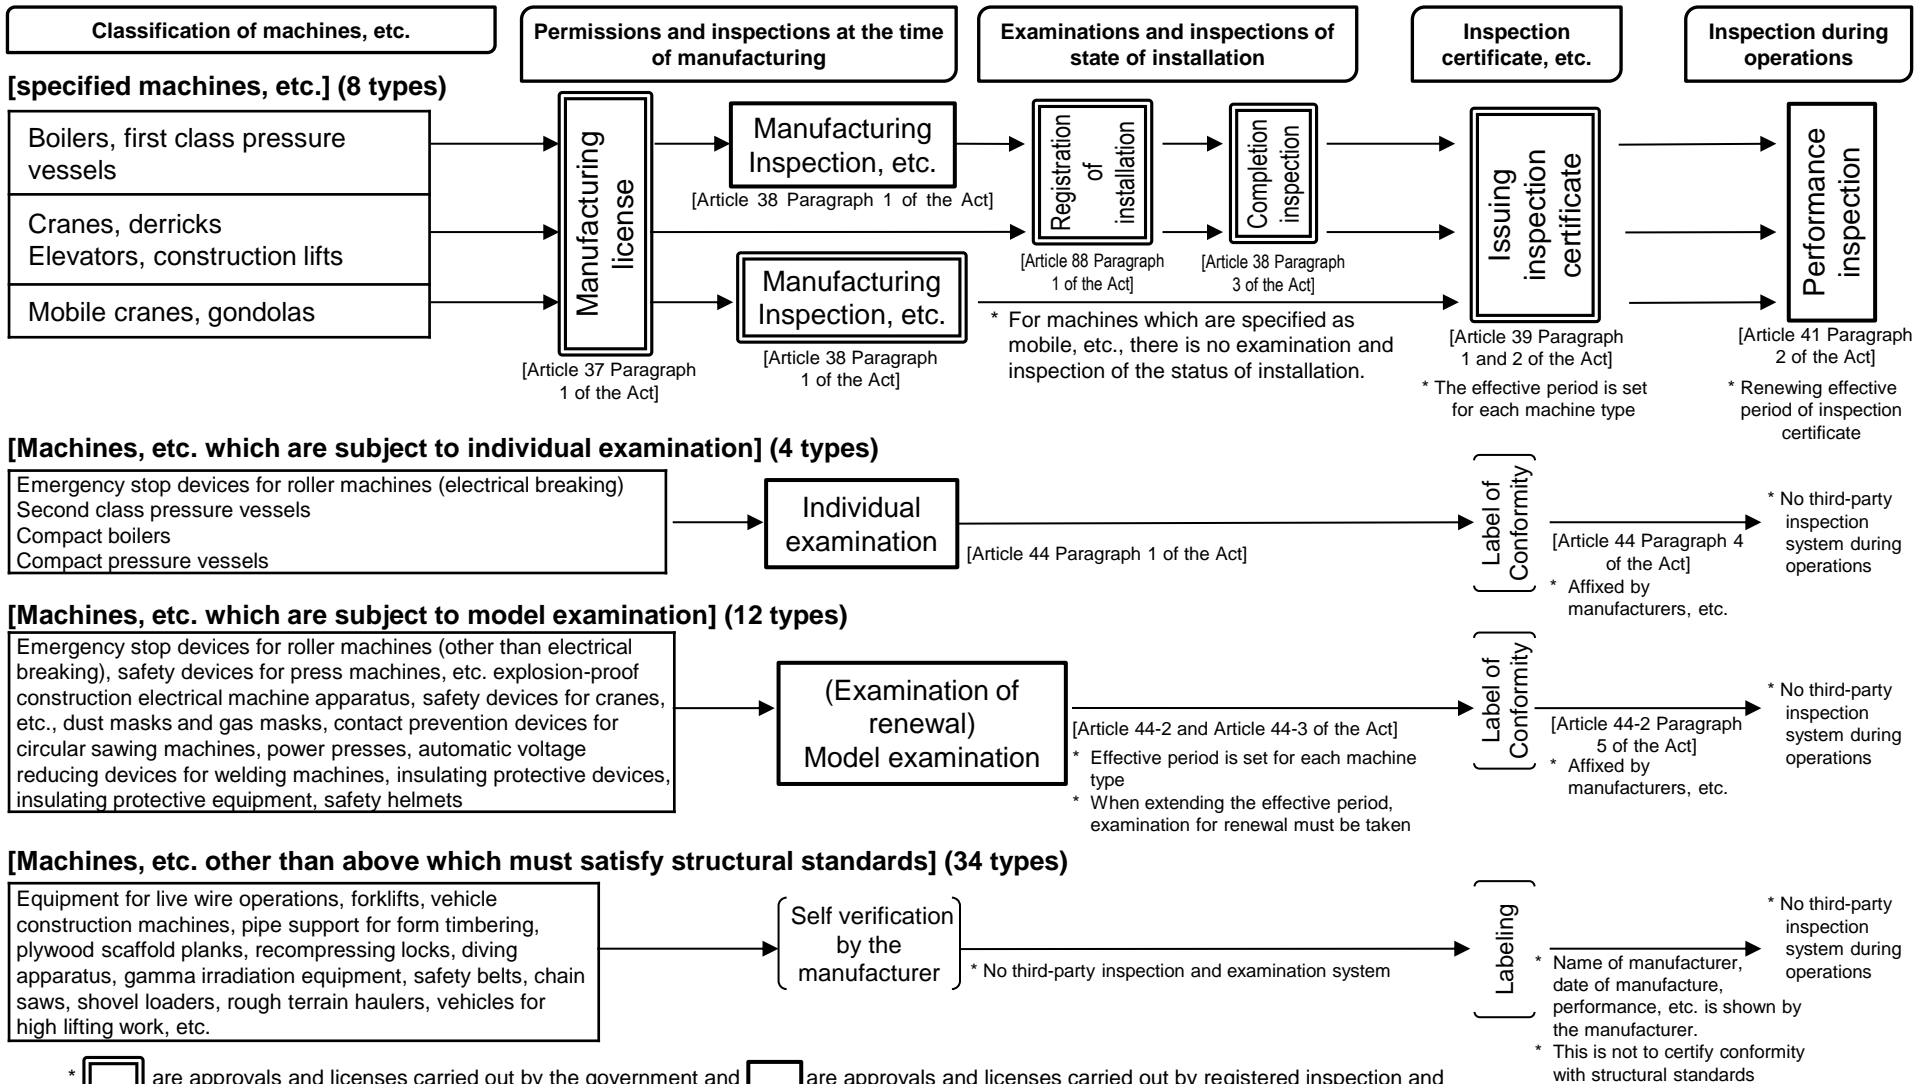 Classification of machines, etc.
Permissions and inspections at the time
of manufacturing
Examinations and inspections of
state of installation
Inspection
certificate, etc.
Inspection during
operations
[specified machines, etc.] (8 types)
Boilers, first class pressure
vessels
Cranes, derricks
Elevators, construction lifts
Mobile cranes, gondolas
Manufacturing
license
[Article 37 Paragraph
1 of the Act]
Manufacturing
Inspection, etc.
[Article 38 Paragraph 1 of the Act]
Manufacturing
Inspection, etc.
[Article 38 Paragraph
1 of the Act]
Registration
of
installation
[Article 88 Paragraph
1 of the Act]
Completion
inspection
[Article 38 Paragraph
3 of the Act]
* For machines which are specified as
mobile, etc., there is no examination and
inspection of the status of installation.
Issuing
inspection
certificate
[Article 39 Paragraph
1 and 2 of the Act]
* The effective period is set
for each machine type
Performance
inspection
[Article 41 Paragraph
2 of the Act]
* Renewing effective
period of inspection
certificate
[Machines, etc. which are subject to individual examination] (4 types)
Emergency stop devices for roller machines (electrical breaking)
Second class pressure vessels
Compact boilers
Compact pressure vessels
Individual
examination
[Article 44 Paragraph 1 of the Act]
Label of
Conformity
[Article 44 Paragraph 4
of the Act]
* Affixed by
manufacturers, etc.
* No third-party
inspection
system during
operations
[Machines, etc. which are subject to model examination] (12 types)
Emergency stop devices for roller machines (other than electrical
breaking), safety devices for press machines, etc. explosion-proof
construction electrical machine apparatus, safety devices for cranes,
etc., dust masks and gas masks, contact prevention devices for
circular sawing machines, power presses, automatic voltage
reducing devices for welding machines, insulating protective devices,
insulating protective equipment, safety helmets
(Examination of
renewal)
Model examination
[Article 44-2 and Article 44-3 of the Act]
* Effective period is set for each machine
type
* When extending the effective period,
examination for renewal must be taken
Label of
Conformity
[Article 44-2 Paragraph
5 of the Act]
* Affixed by
manufacturers, etc.
* No third-party
inspection
system during
operations
[Machines, etc. other than above which must satisfy structural standards] (34 types)
Equipment for live wire operations, forklifts, vehicle
construction machines, pipe support for form timbering,
plywood scaffold planks, recompressing locks, diving
apparatus, gamma irradiation equipment, safety belts, chain
saws, shovel loaders, rough terrain haulers, vehicles for
high lifting work, etc.
Self verification
by the
manufacturer
* No third-party inspection and examination system
Labeling
* Name of manufacturer,
date of manufacture,
performance, etc. is shown by
the manufacturer.
* This is not to certify conformity
with structural standards
* No third-party
inspection
system during
operations
* are approvals and licenses carried out by the government and are approvals and licenses carried out by registered inspection and